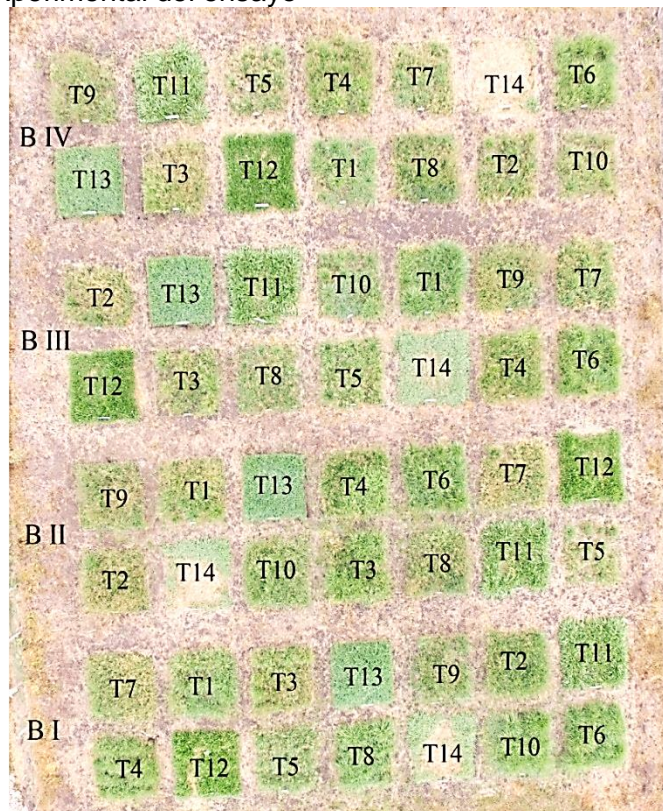 experimental del ensayo
T9 T11 T5 T4 T7 T14 T6
B IV
T13 T3 T12 T1 T8 T2 T10
T2 T13 T11 T10 T1 T9 T7
B III
T12 T3 T8 T5 T14 T4 T6
T9 T1 T13 T4 T6 T7 T12
B II
T2 T14 T10 T3 T8 T11 T5
T7 T1 T3 T13 T9 T2 T11
B I
T4 T12 T5 T8 T14 T10 T6